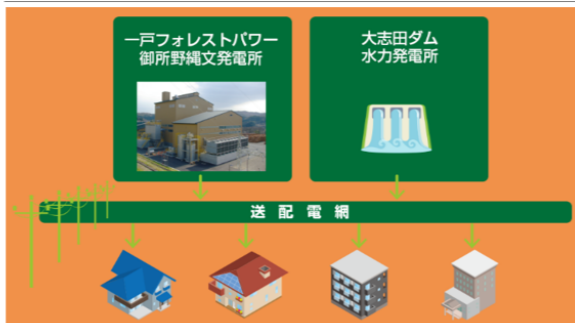 一戸フォレストパワー
御所野縄文発電所
大志田ダム
水力発電所
送配電網